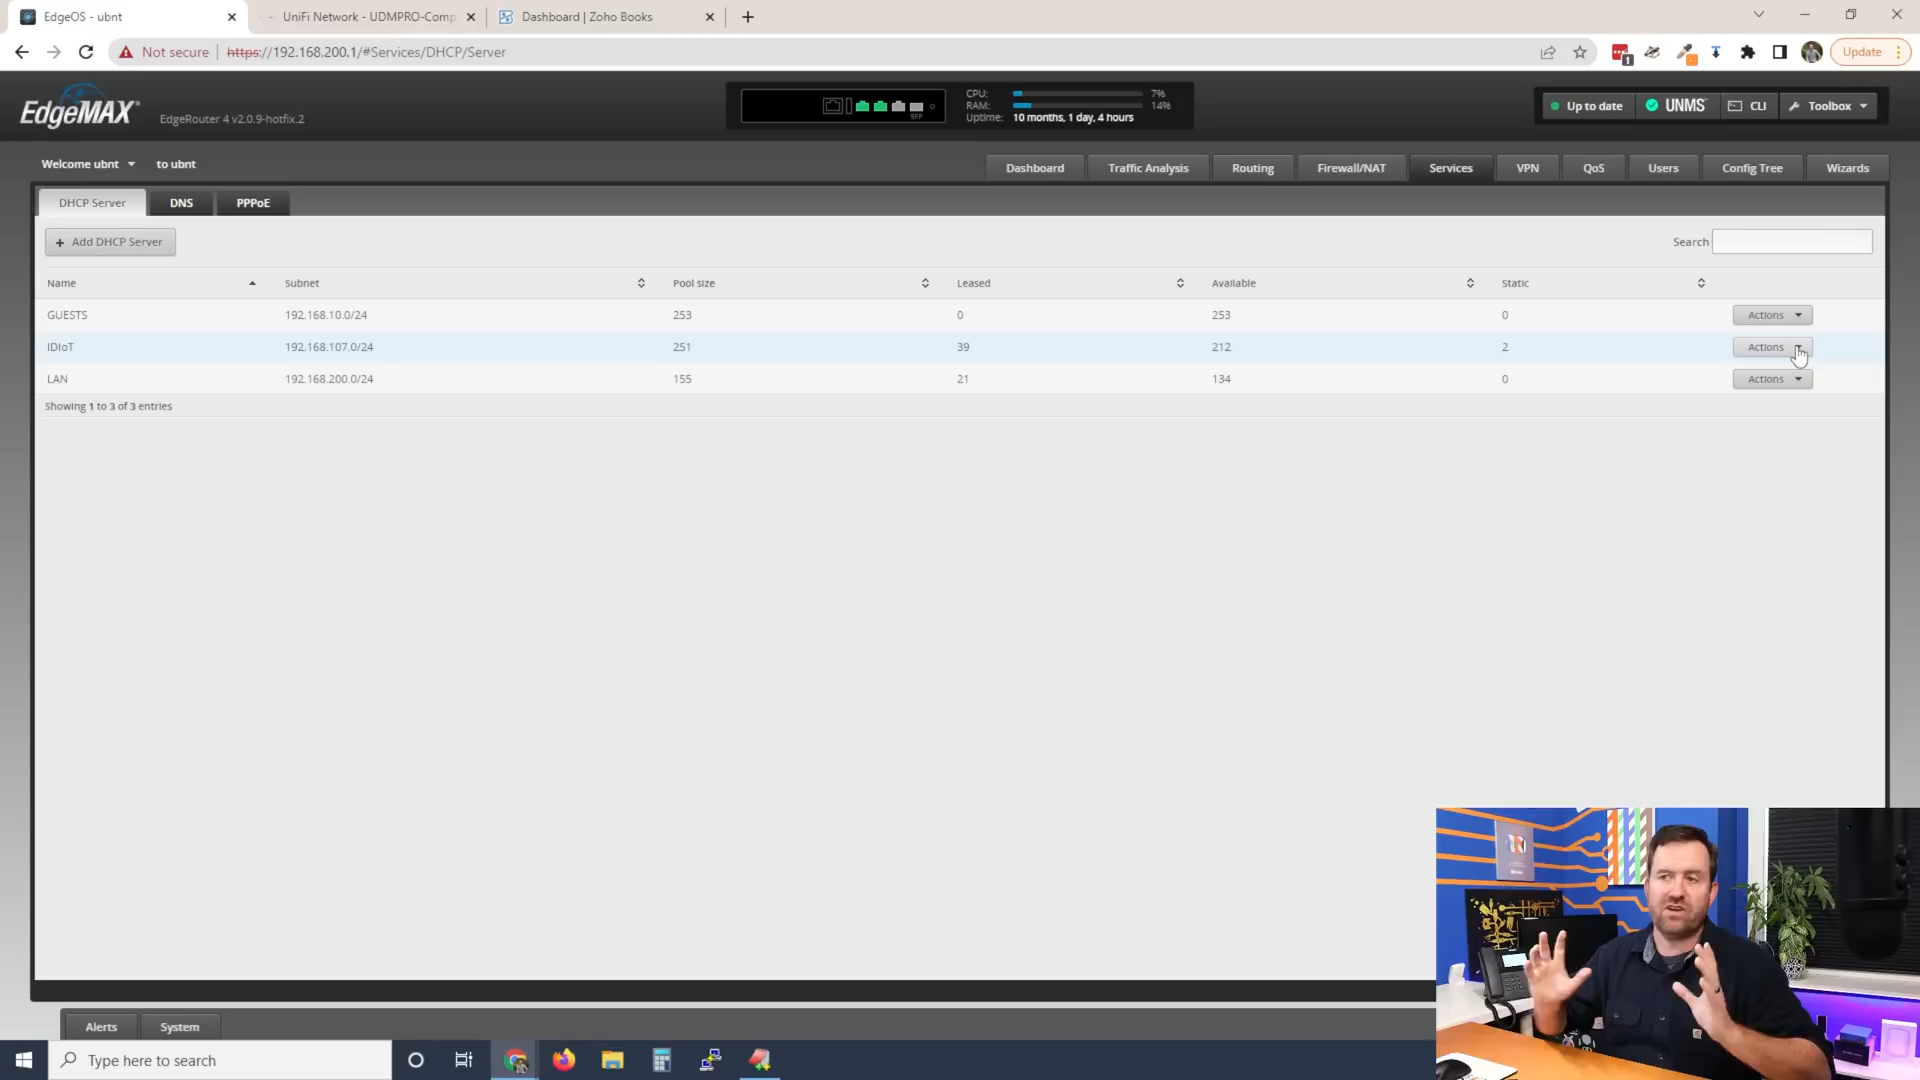 EdgeOS - ubnt
UniFi Network - UDMPRO-Comp
Dashboard | Zoho Books
Not secure
https://192.168.200.1/#Services/DHCP/Server
1
Update
EdgeMAX
EdgeRouter 4 v2.0.9-hotfix.2
SFP
CPU: 7%
RAM: 14%
Uptime: 10 months, 1 day, 4 hours
Up to date
UNMS
CLI
Toolbox
Welcome ubnt to ubnt
Dashboard
Traffic Analysis
Routing
Firewall/NAT
Services
VPN
QoS
Users
Config Tree
Wizards
DHCP Server
DNS
PPPoE
+ Add DHCP Server
Search
Name Subnet Pool size Leased Available Static
GUESTS 192.168.10.0/24 253 0 253 0 Actions
IDIoT 192.168.107.0/24 251 39 212 2 Actions
LAN 192.168.200.0/24 155 21 134 0 Actions
Showing 1 to 3 of 3 entries
Alerts
System
Type here to search